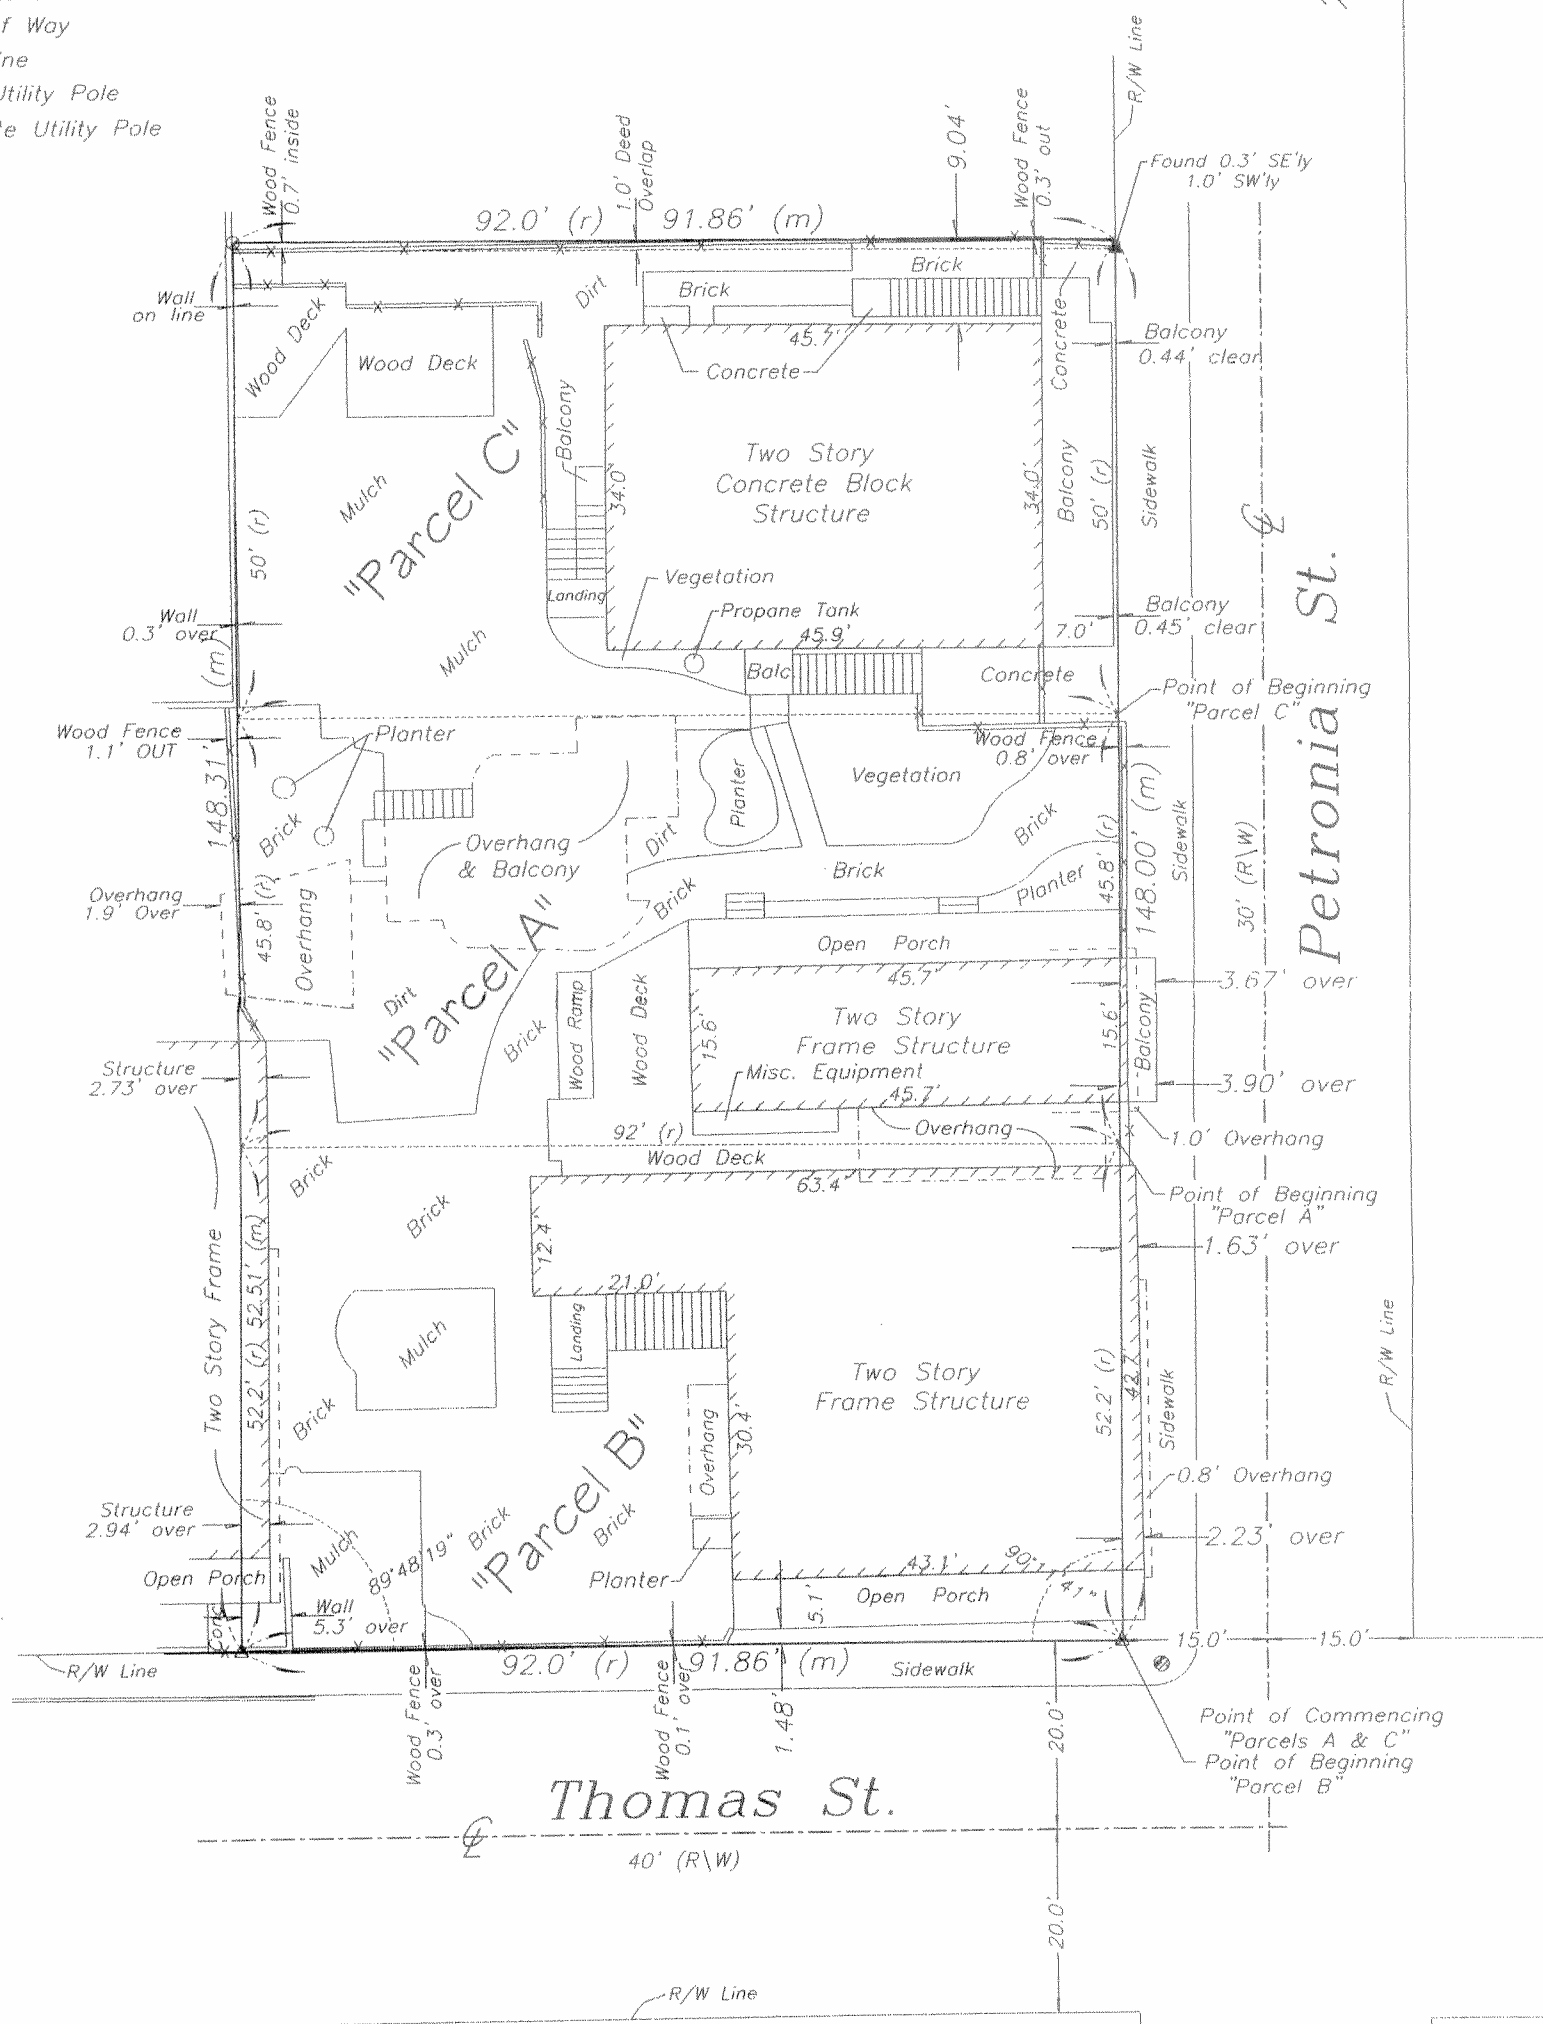 f Way
ne
Utility Pole
te Utility Pole
Wood Fence
0.7' inside
1.0' Deed
Overlap
9.04'
Wood Fence
0.3' out
R/W Line
Found 0.3' SE'ly
1.0' SW'ly
92.0' (r)
91.86' (m)
Wall
on line
Wood Deck
Wood Deck
Dirt
Brick
Brick
Concrete
45.7'
Concrete
Balcony
0.44' clear
Balcony
"Parcel C"
Mulch
Mulch
50' (r)
34.0'
Two Story
Concrete Block
Structure
34.0'
Balcony
50' (r)
Sidewalk
Landing
Vegetation
Propane Tank
45.9'
7.0'
Balcony
0.45' clear
Wall
0.3' over
(m)
Balc.
Concrete
Point of Beginning
"Parcel C"
Petronia St.
Wood Fence
1.1' OUT
148.31'
Planter
Wood Fence
0.8' over
Planter
Vegetation
Brick
Brick
Overhang
& Balcony
Dirt
Brick
Brick
Planter
45.8' (r)
148.00' (m)
Sidewalk
30' (R\W)
Overhang
1.9' Over
45.8' (r)
Overhang
Dirt
"Parcel A"
Brick
Open Porch
45.7'
3.67' over
Wood Ramp
Wood Deck
15.6'
Two Story
Frame Structure
15.6'
Balcony
Misc. Equipment
45.7'
3.90' over
Structure
2.73' over
92' (r)
Overhang
1.0' Overhang
Wood Deck
63.4'
Point of Beginning
"Parcel A"
1.63' over
Two Story Frame
Brick
Brick
12.4'
21.0'
52.2' (r) 52.51' (m)
Mulch
Landing
Brick
Two Story
Frame Structure
52.2' (r)
42.7'
Sidewalk
R/W Line
Overhang
30.4'
0.8' Overhang
2.23' over
Structure
2.94' over
Mulch
89°48'19"
Brick
"Parcel B"
Brick
Planter
43.1'
Open Porch
5.1'
Open Porch
Conc
Wall
5.3' over
R/W Line
92.0' (r)
91.86' (m)
Sidewalk
15.0'
15.0'
Wood Fence
0.3' over
Wood Fence
0.1' over
1.48'
20.0'
Point of Commencing
"Parcels A & C"
Point of Beginning
"Parcel B"
Thomas St.
40' (R\W)
20.0'
R/W Line